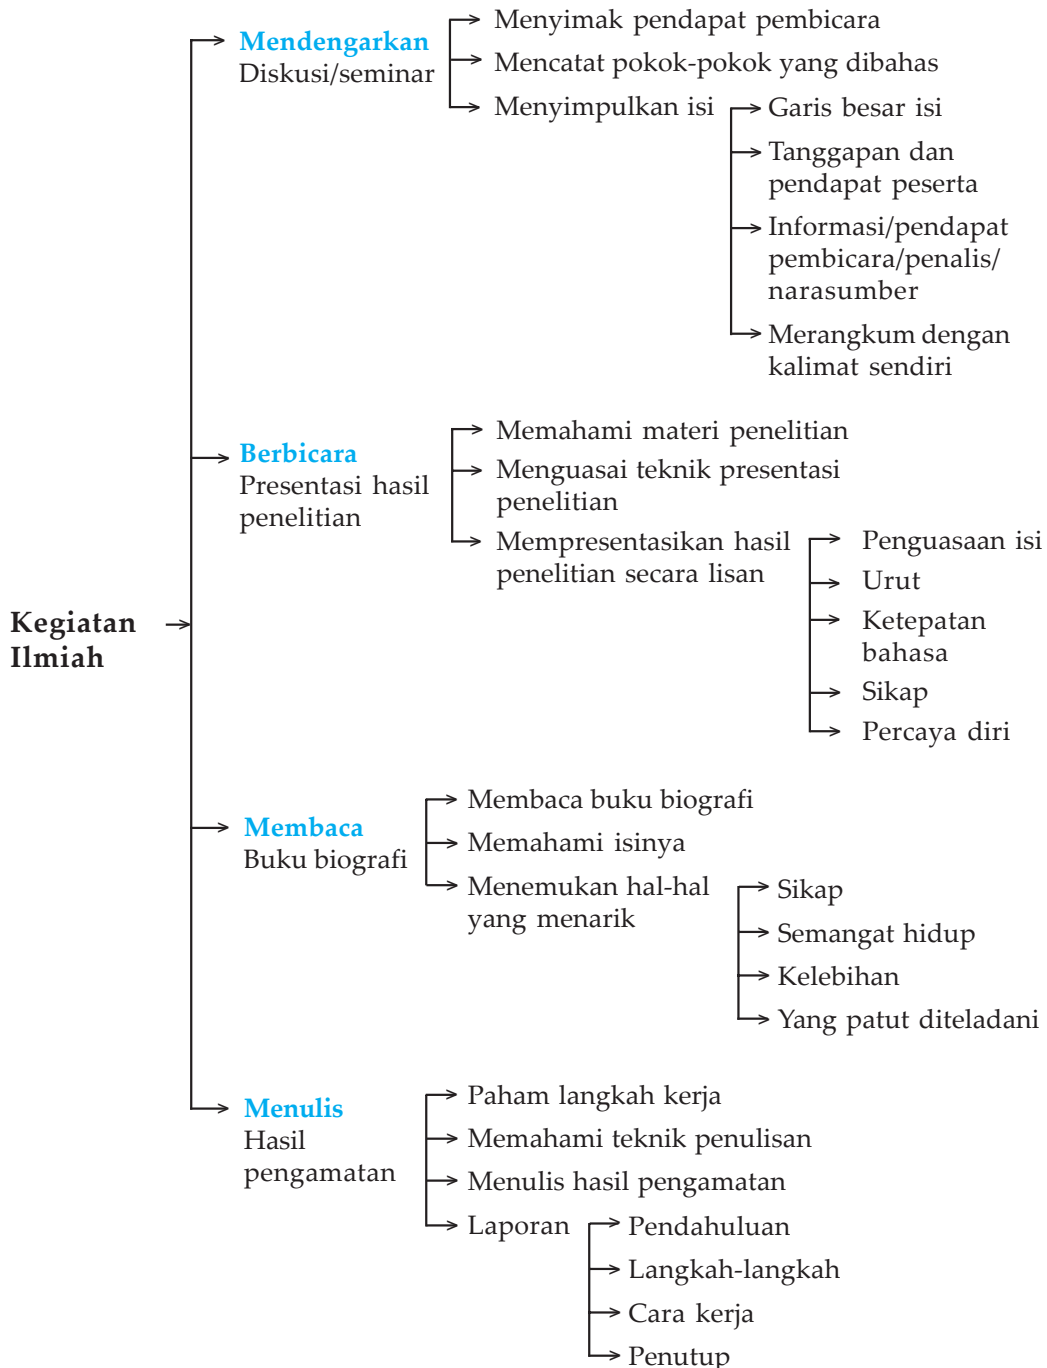 Kegiatan
Ilmiah
Mendengarkan
Diskusi/seminar
Menyimak pendapat pembicara
Mencatat pokok-pokok yang dibahas
Menyimpulkan isi
Garis besar isi
Tanggapan dan
pendapat peserta
Informasi/pendapat
pembicara/penalis/
narasumber
Merangkum dengan
kalimat sendiri
Berbicara
Presentasi hasil
penelitian
Memahami materi penelitian
Menguasai teknik presentasi
penelitian
Mempresentasikan hasil
penelitian secara lisan
Penguasaan isi
Urut
Ketepatan
bahasa
Sikap
Percaya diri
Membaca
Buku biografi
Membaca buku biografi
Memahami isinya
Menemukan hal-hal
yang menarik
Sikap
Semangat hidup
Kelebihan
Yang patut diteladani
Menulis
Hasil
pengamatan
Paham langkah kerja
Memahami teknik penulisan
Menulis hasil pengamatan
Laporan
Pendahuluan
Langkah-langkah
Cara kerja
Penutup